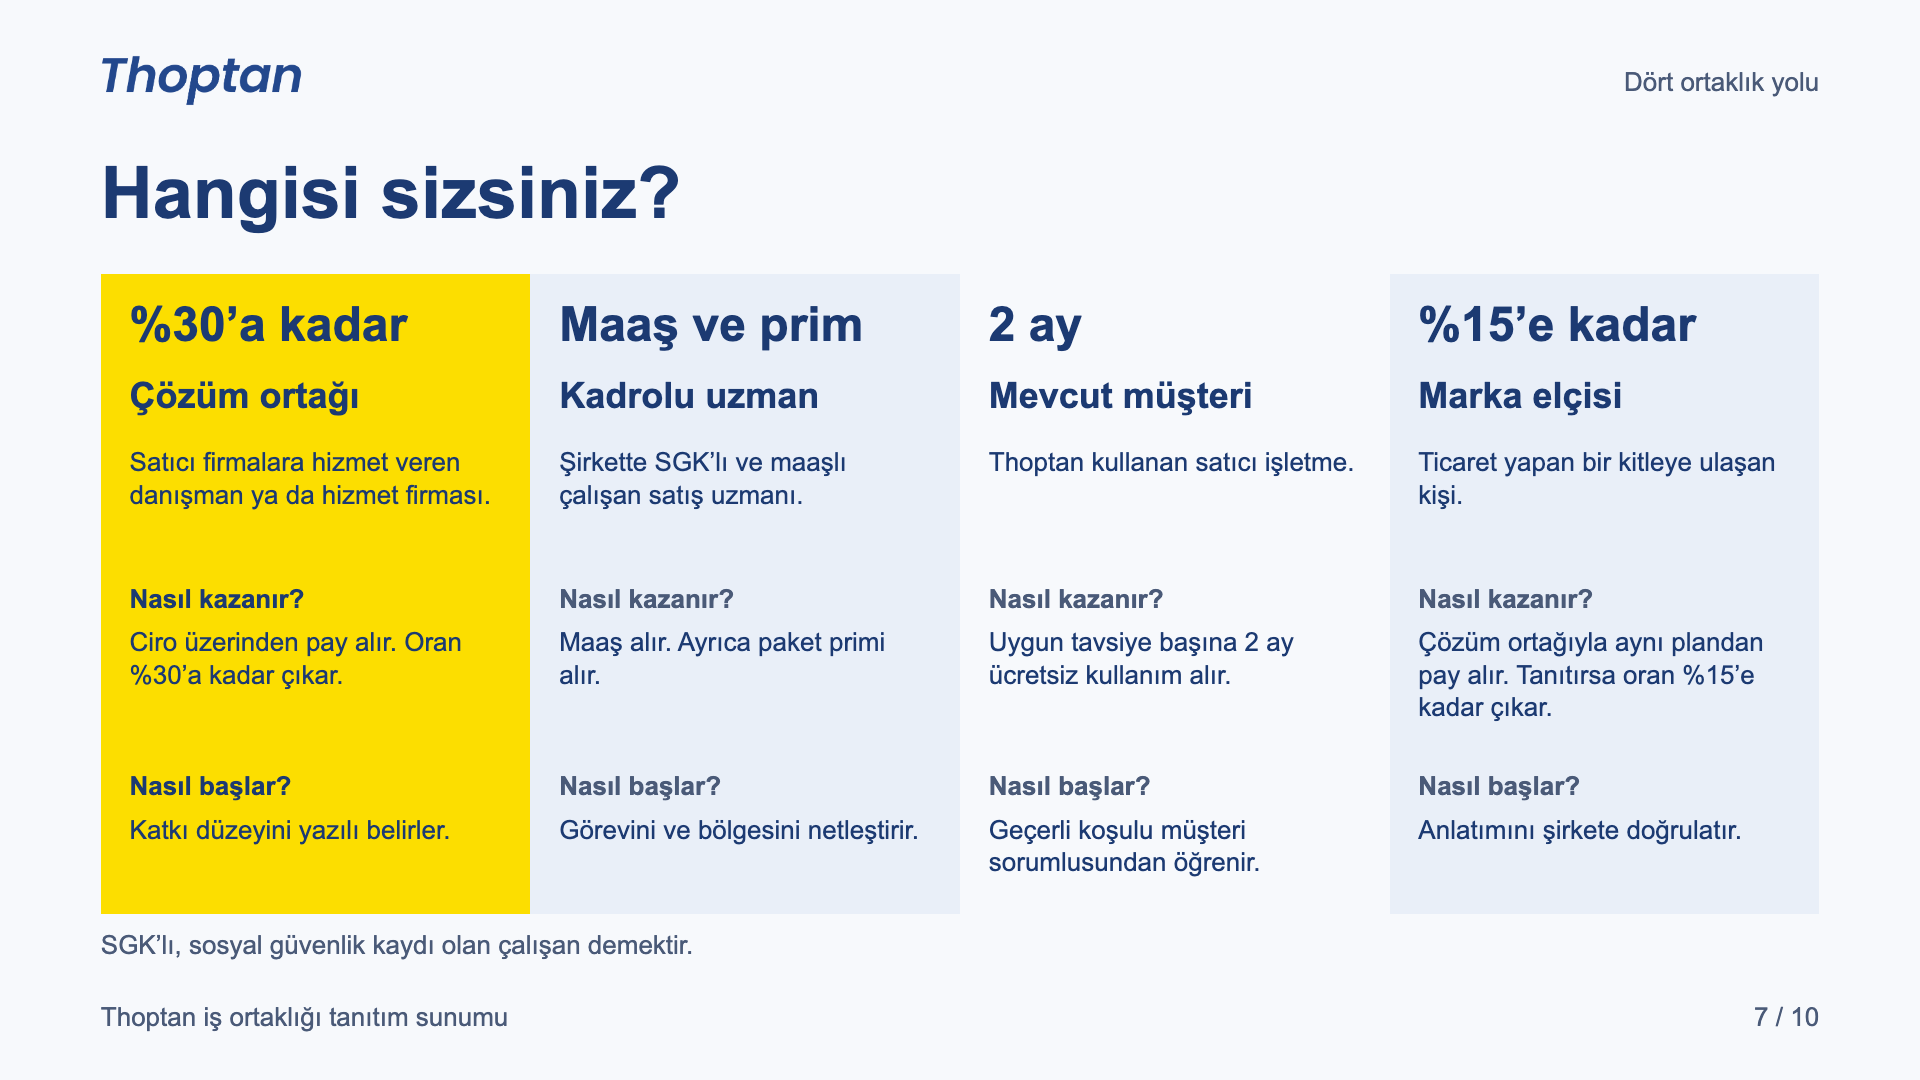 Thoptan
Dört ortaklık yolu
Hangisi sizsiniz?
%30’a kadar
Çözüm ortağı
Satıcı firmalara hizmet veren
danışman ya da hizmet firması.
Nasıl kazanır?
Ciro üzerinden pay alır. Oran
%30’a kadar çıkar.
Nasıl başlar?
Katkı düzeyini yazılı belirler.
Maaş ve prim
Kadrolu uzman
Şirkette SGK’lı ve maaşlı
çalışan satış uzmanı.
Nasıl kazanır?
Maaş alır. Ayrıca paket primi
alır.
Nasıl başlar?
Görevini ve bölgesini netleştirir.
2 ay
Mevcut müşteri
Thoptan kullanan satıcı işletme.
Nasıl kazanır?
Uygun tavsiye başına 2 ay
ücretsiz kullanım alır.
Nasıl başlar?
Geçerli koşulu müşteri
sorumlusundan öğrenir.
%15’e kadar
Marka elçisi
Ticaret yapan bir kitleye ulaşan
kişi.
Nasıl kazanır?
Çözüm ortağıyla aynı plandan
pay alır. Tanıtırsa oran %15’e
kadar çıkar.
Nasıl başlar?
Anlatımını şirkete doğrulatır.
SGK’lı, sosyal güvenlik kaydı olan çalışan demektir.
Thoptan iş ortaklığı tanıtım sunumu
7 / 10